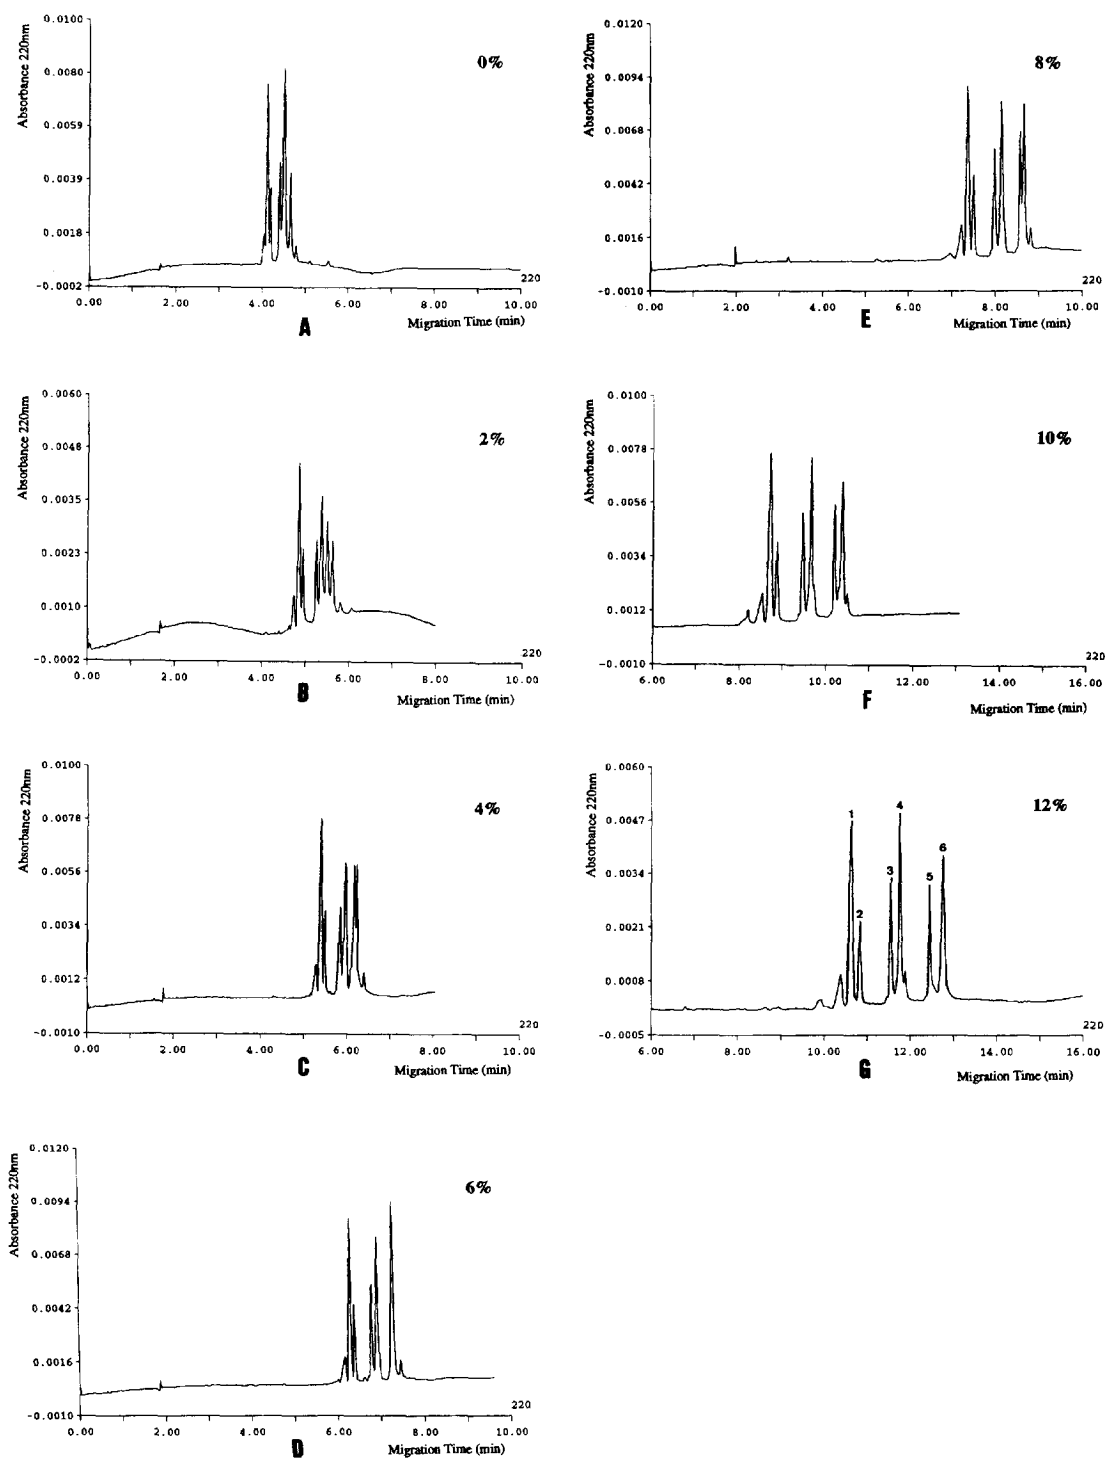 Absorbance 220nm
0.0100
0.0080
0.0059
0.0039
0.0018
-0.0002
0%
220
0.00 2.00 4.00 6.00 8.00 10.00
Migration Time (min)
A
Absorbance 220nm
0.0060
0.0048
0.0035
0.0023
0.0010
-0.0002
2%
220
0.00 2.00 4.00 6.00 8.00 10.00
Migration Time (min)
B
Absorbance 220nm
0.0100
0.0078
0.0056
0.0034
0.0012
-0.0010
4%
220
0.00 2.00 4.00 6.00 8.00 10.00
Migration Time (min)
C
Absorbance 220nm
0.0120
0.0094
0.0068
0.0042
0.0016
-0.0010
6%
220
0.00 2.00 4.00 6.00 8.00 10.00
Migration Time (min)
D
Absorbance 220nm
0.0120
0.0094
0.0068
0.0042
0.0016
-0.0010
8%
220
0.00 2.00 4.00 6.00 8.00 10.00
Migration Time (min)
E
Absorbance 220nm
0.0100
0.0078
0.0056
0.0034
0.0012
-0.0010
10%
220
6.00 8.00 10.00 12.00 14.00 16.00
Migration Time (min)
F
Absorbance 220nm
0.0060
0.0047
0.0034
0.0021
0.0008
-0.0005
12%
1 2 3 4 5 6
220
6.00 8.00 10.00 12.00 14.00 16.00
Migration Time (min)
G